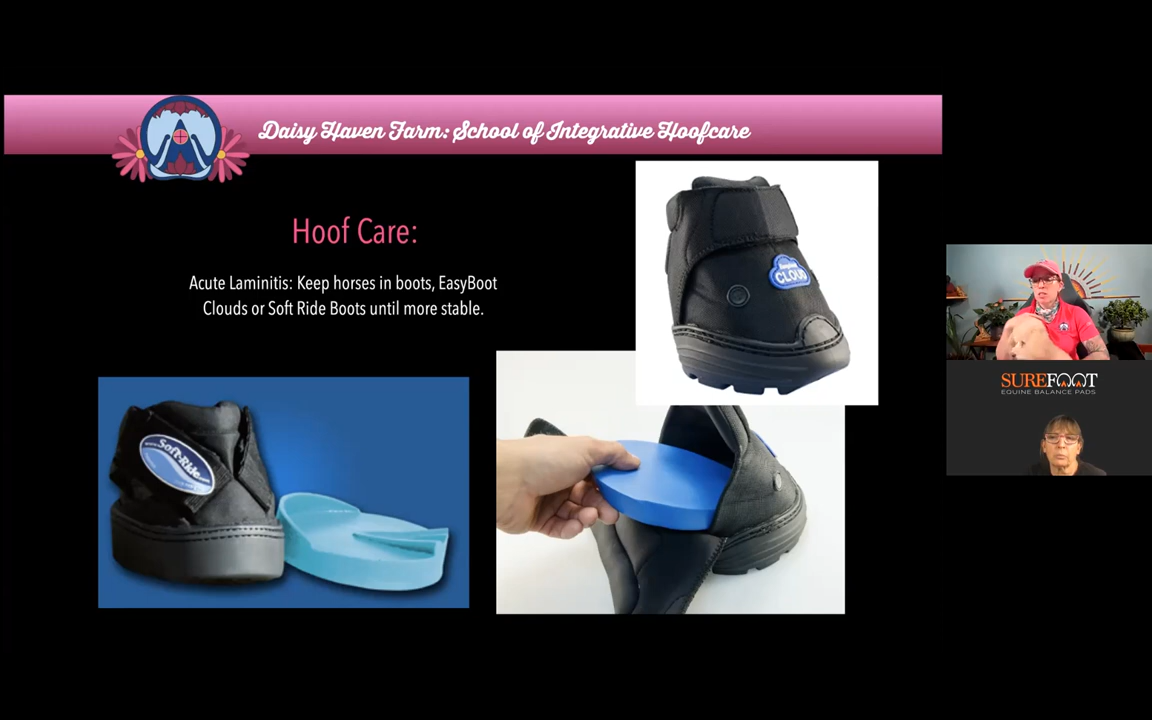 Daisy Haven Farm: School of Integrative Hoofcare
Hoof Care:
Acute Laminitis: Keep horses in boots, EasyBoot
Clouds or Soft Ride Boots until more stable.
CLOUD
Soft-Ride
SUREFOOT
EQUINE BALANCE PADS